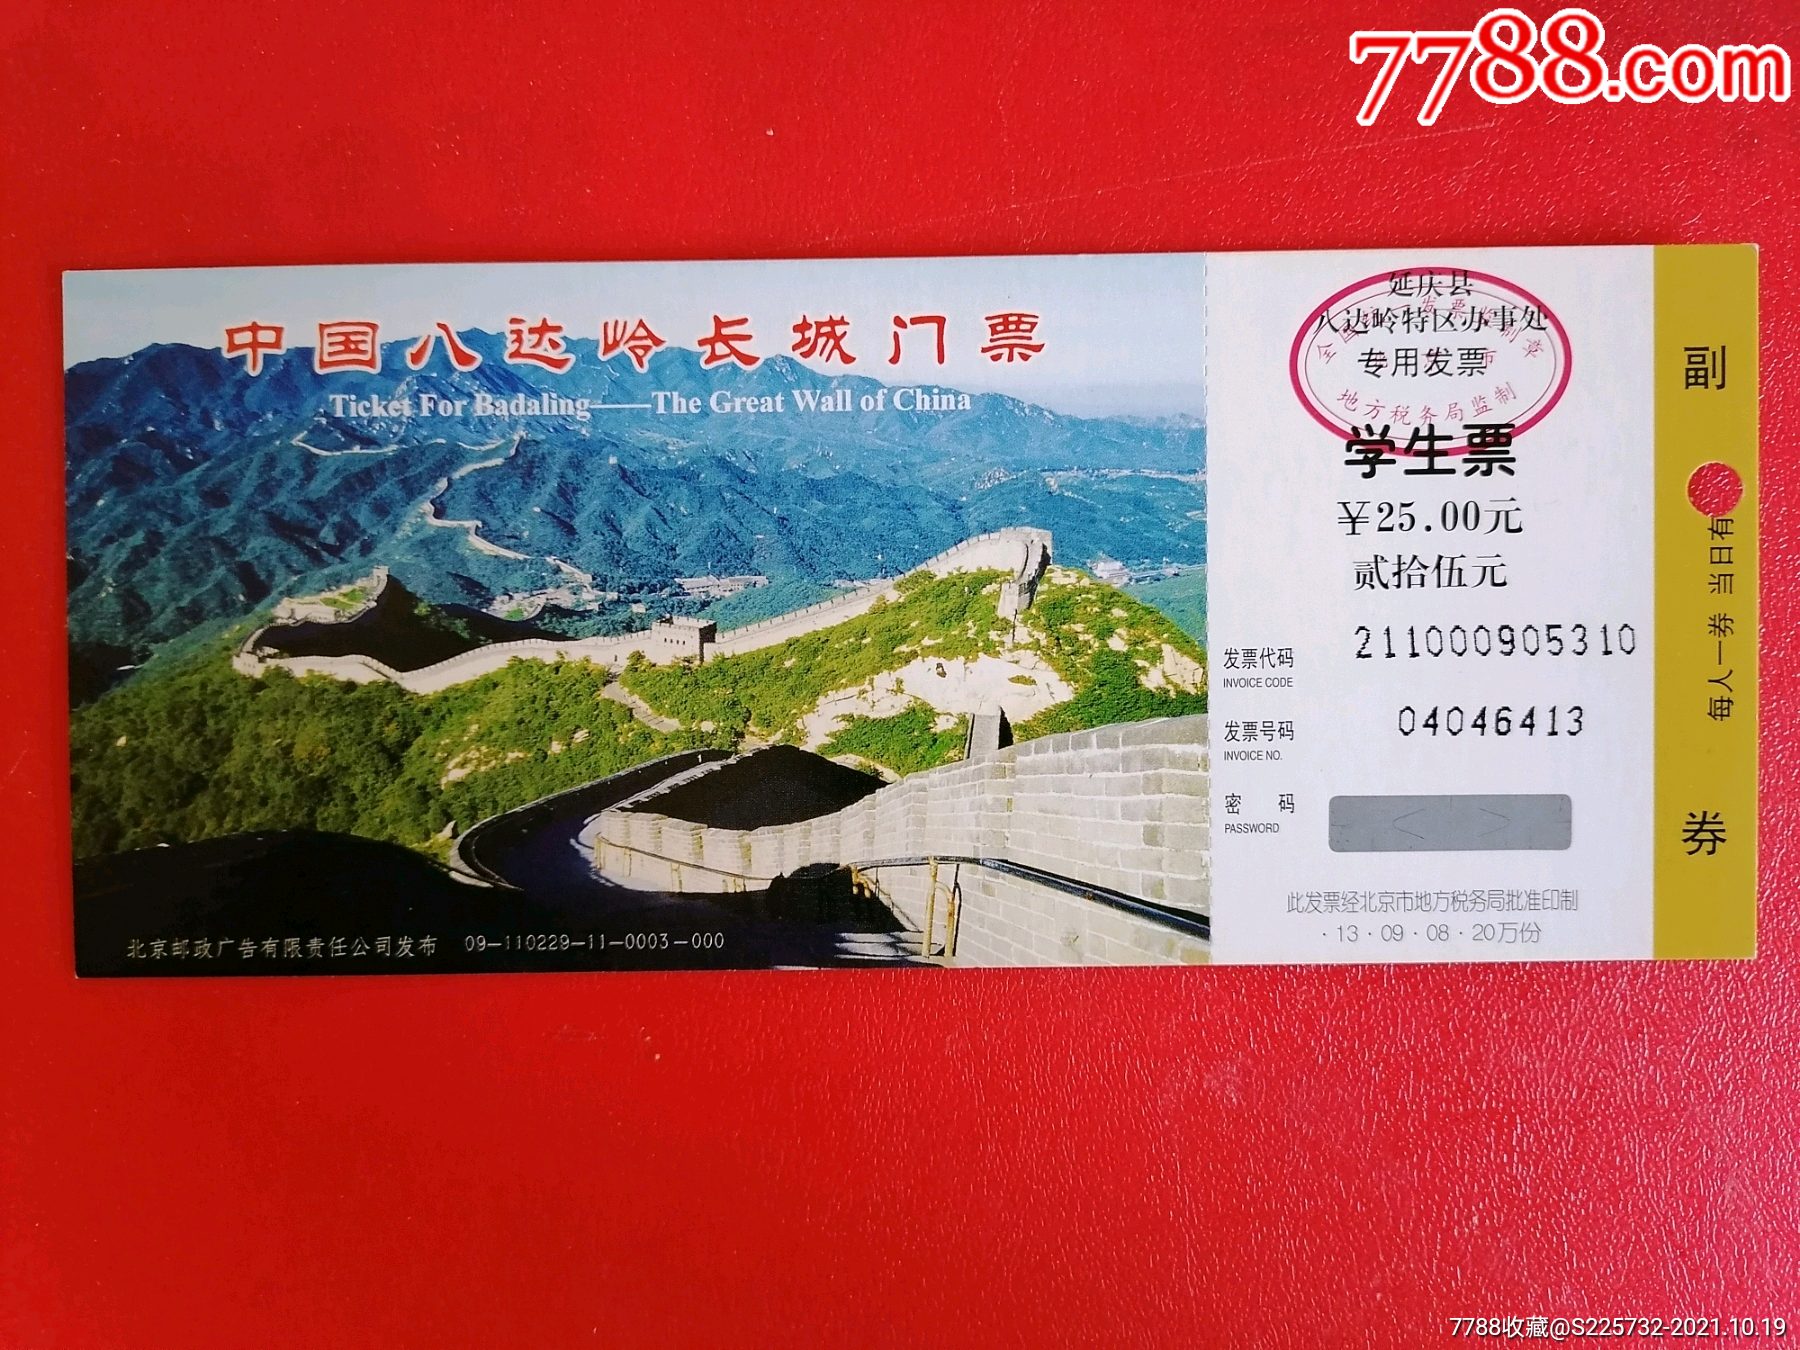 7788.com
中国八达岭长城门票
Ticket For Badaling——The Great Wall of China
北京邮政广告有限责任公司发布 09-110229-11-0003-000
延庆县
八达岭特区办事处
专用发票
地方税务局监制
学生票
￥25.00元
贰拾伍元
发票代码 211000905310
INVOICE CODE
发票号码 04046413
INVOICE NO.
密 码
PASSWORD
此发票经北京市地方税务局批准印制
·13·09·08·20万份
副
券
每人一券 当日有
7788收藏@S225732-2021.10.19